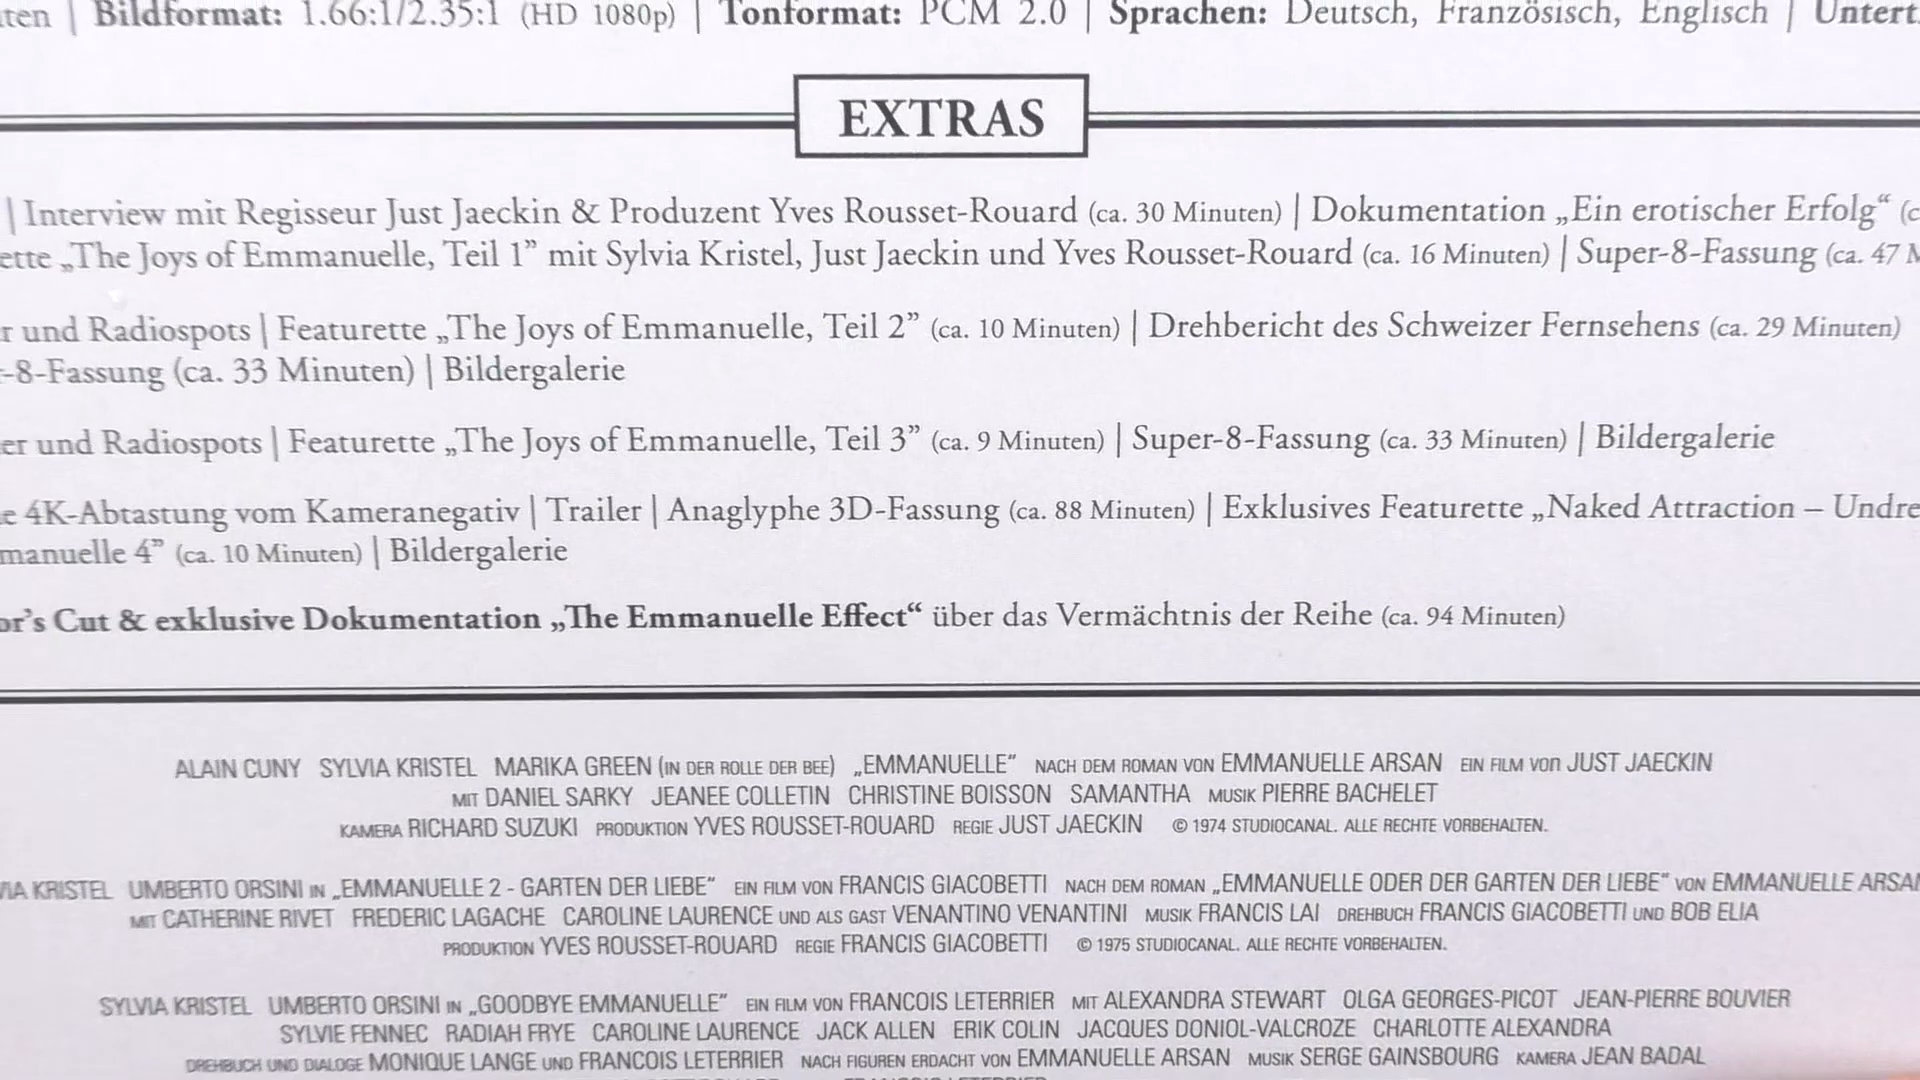 ten | Bildformat: 1.66:1/2.35:1 (HD 1080p) | Tonformat: PCM 2.0 | Sprachen: Deutsch, Französisch, Englisch | Untert
EXTRAS
| Interview mit Regisseur Just Jaeckin & Produzent Yves Rousset-Rouard (ca. 30 Minuten) | Dokumentation „Ein erotischer Erfolg“ (c
ette „The Joys of Emmanuelle, Teil 1” mit Sylvia Kristel, Just Jaeckin und Yves Rousset-Rouard (ca. 16 Minuten) | Super-8-Fassung (ca. 47 M
r und Radiospots | Featurette „The Joys of Emmanuelle, Teil 2” (ca. 10 Minuten) | Drehbericht des Schweizer Fernsehens (ca. 29 Minuten)
-8-Fassung (ca. 33 Minuten) | Bildergalerie
er und Radiospots | Featurette „The Joys of Emmanuelle, Teil 3” (ca. 9 Minuten) | Super-8-Fassung (ca. 33 Minuten) | Bildergalerie
e 4K-Abtastung vom Kameranegativ | Trailer | Anaglyphe 3D-Fassung (ca. 88 Minuten) | Exklusives Featurette „Naked Attraction – Undre
manuelle 4” (ca. 10 Minuten) | Bildergalerie
or’s Cut & exklusive Dokumentation „The Emmanuelle Effect“ über das Vermächtnis der Reihe (ca. 94 Minuten)
ALAIN CUNY SYLVIA KRISTEL MARIKA GREEN (IN DER ROLLE DER BEE) „EMMANUELLE“ NACH DEM ROMAN VON EMMANUELLE ARSAN EIN FILM von JUST JAECKIN
MIT DANIEL SARKY JEANEE COLLETIN CHRISTINE BOISSON SAMANTHA MUSIK PIERRE BACHELET
KAMERA RICHARD SUZUKI PRODUKTION YVES ROUSSET-ROUARD REGIE JUST JAECKIN © 1974 STUDIOCANAL. ALLE RECHTE VORBEHALTEN.
VIA KRISTEL UMBERTO ORSINI IN „EMMANUELLE 2 - GARTEN DER LIEBE“ EIN FILM VON FRANCIS GIACOBETTI NACH DEM ROMAN „EMMANUELLE ODER DER GARTEN DER LIEBE“ VON EMMANUELLE ARSAN
MIT CATHERINE RIVET FREDERIC LAGACHE CAROLINE LAURENCE UND ALS GAST VENANTINO VENANTINI MUSIK FRANCIS LAI DREHBUCH FRANCIS GIACOBETTI UND BOB ELIA
PRODUKTION YVES ROUSSET-ROUARD REGIE FRANCIS GIACOBETTI © 1975 STUDIOCANAL. ALLE RECHTE VORBEHALTEN.
SYLVIA KRISTEL UMBERTO ORSINI IN „GOODBYE EMMANUELLE“ EIN FILM VON FRANCOIS LETERRIER MIT ALEXANDRA STEWART OLGA GEORGES-PICOT JEAN-PIERRE BOUVIER
SYLVIE FENNEC RADIAH FRYE CAROLINE LAURENCE JACK ALLEN ERIK COLIN JACQUES DONIOL-VALCROZE CHARLOTTE ALEXANDRA
DREHBUCH UND DIALOGE MONIQUE LANGE UND FRANCOIS LETERRIER NACH FIGUREN ERDACHT VON EMMANUELLE ARSAN MUSIK SERGE GAINSBOURG KAMERA JEAN BADAL